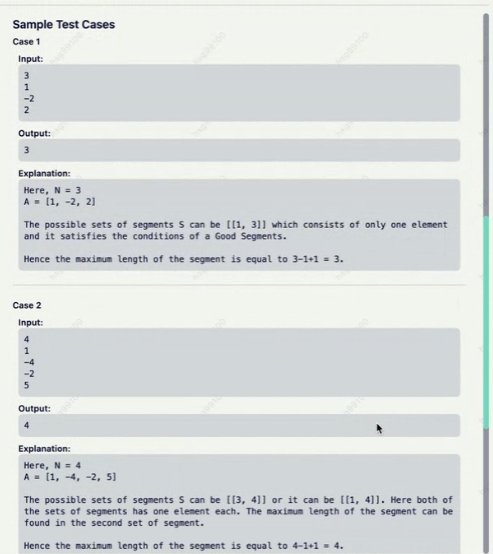 Sample Test Cases
Case 1
Input:
3
1
-2
2
Output:
3
Explanation:
Here, N = 3
A = [1, -2, 2]
The possible sets of segments S can be [[1, 3]] which consists of only one element
and it satisfies the conditions of a Good Segments.
Hence the maximum length of the segment is equal to 3-1+1 = 3.
Case 2
Input:
4
1
-4
-2
5
Output:
4
Explanation:
Here, N = 4
A = [1, -4, -2, 5]
The possible sets of segments S can be [[3, 4]] or it can be [[1, 4]]. Here both of
the sets of segments has one element each. The maximum length of the segment can be
found in the second set of segment.
Hence the maximum length of the segment is equal to 4-1+1 = 4.